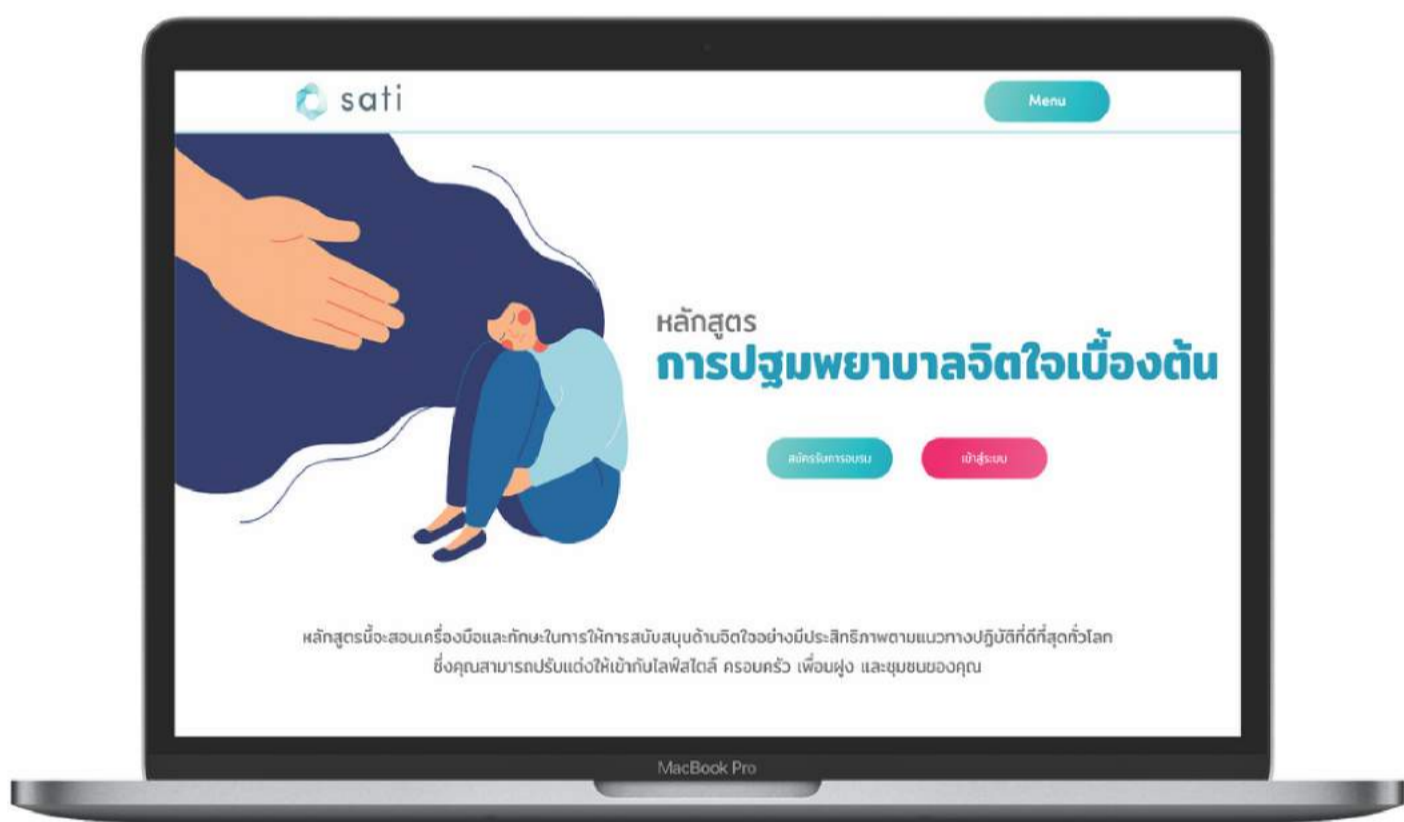 sati
Menu
หลักสูตร
การปฐมพยาบาลจิตใจเบื้องต้น
สมัครรับการอบรม
เข้าสู่ระบบ
หลักสูตรนี้จะสอนเครื่องมือและทักษะในการให้การสนับสนุนด้านจิตใจอย่างมีประสิทธิภาพตามแนวทางปฏิบัติที่ดีที่สุดทั่วโลก
ซึ่งคุณสามารถปรับแต่งให้เข้ากับไลฟ์สไตล์ ครอบครัว เพื่อนฝูง และชุมชนของคุณ
MacBook Pro